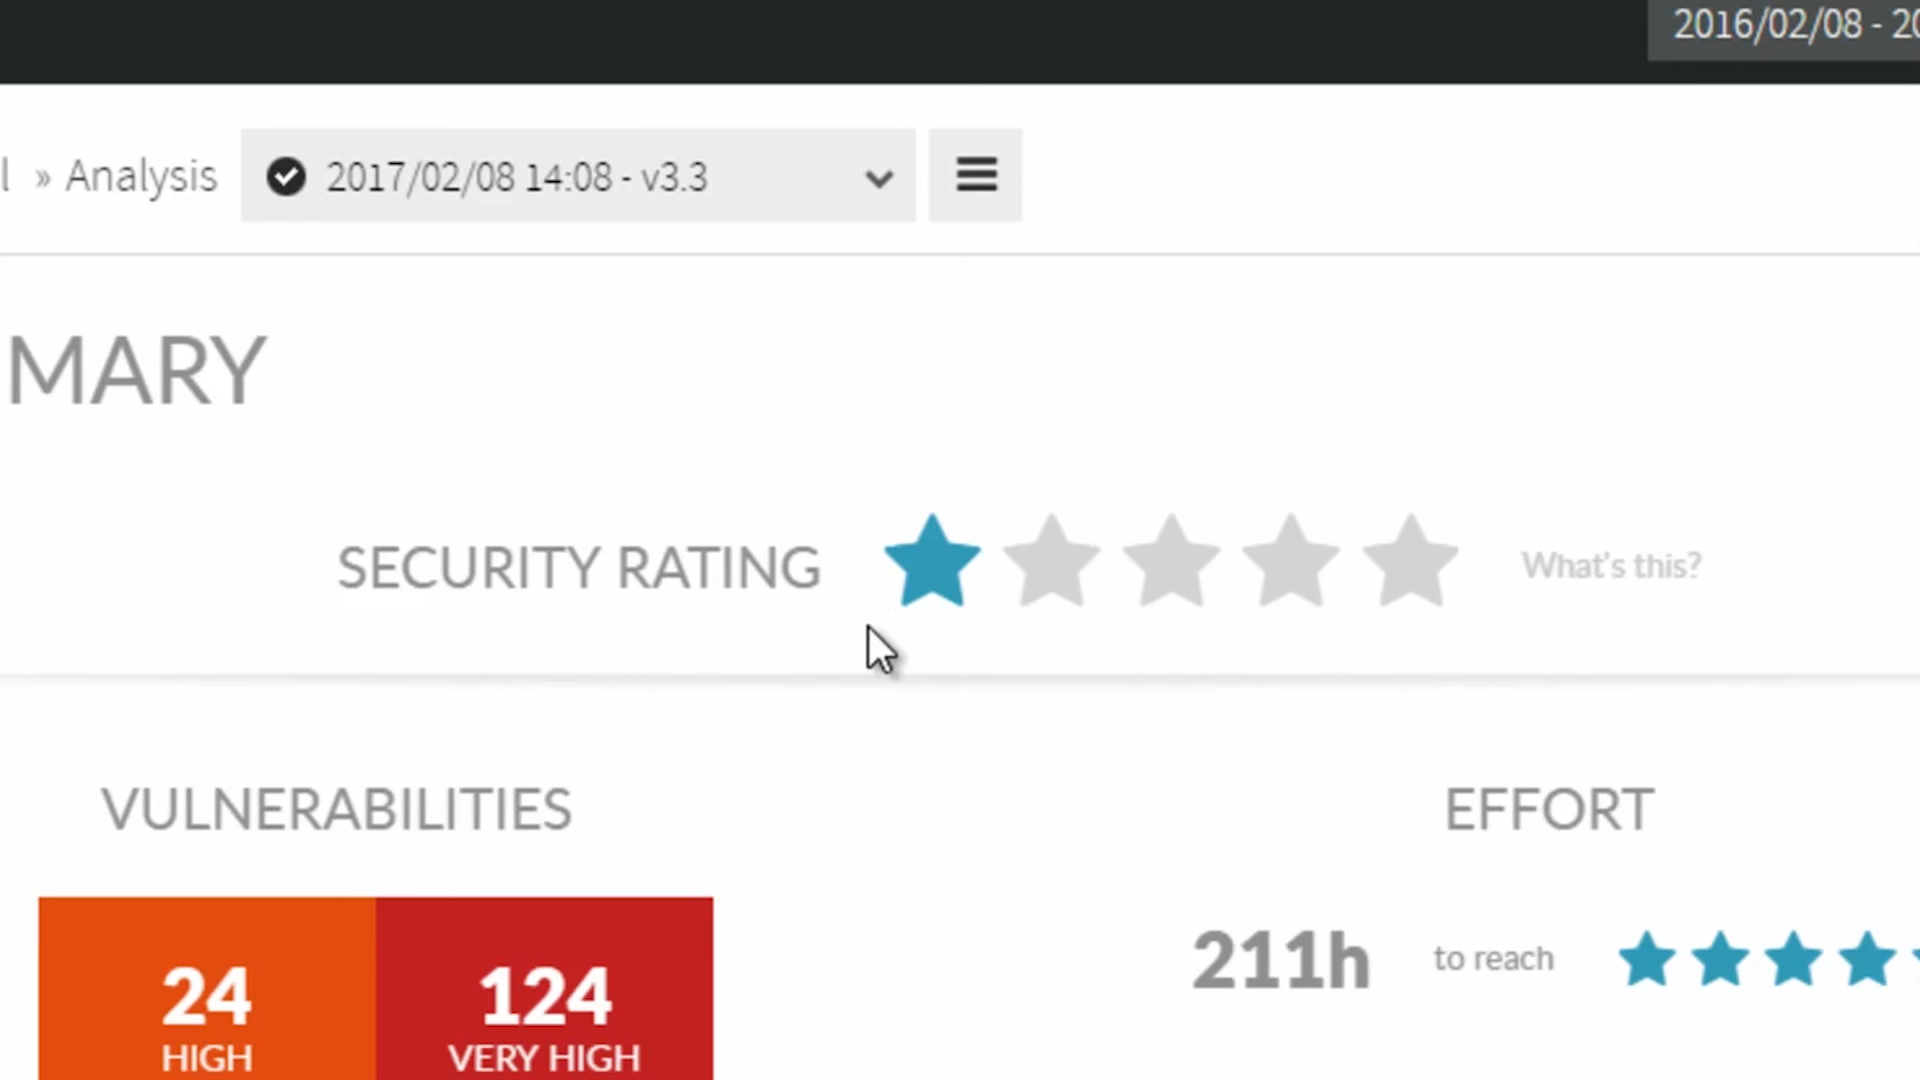 2016/02/08 - 20
l » Analysis 2017/02/08 14:08 - v3.3
MARY
SECURITY RATING What's this?
VULNERABILITIES EFFORT
24 124 211h to reach
HIGH VERY HIGH